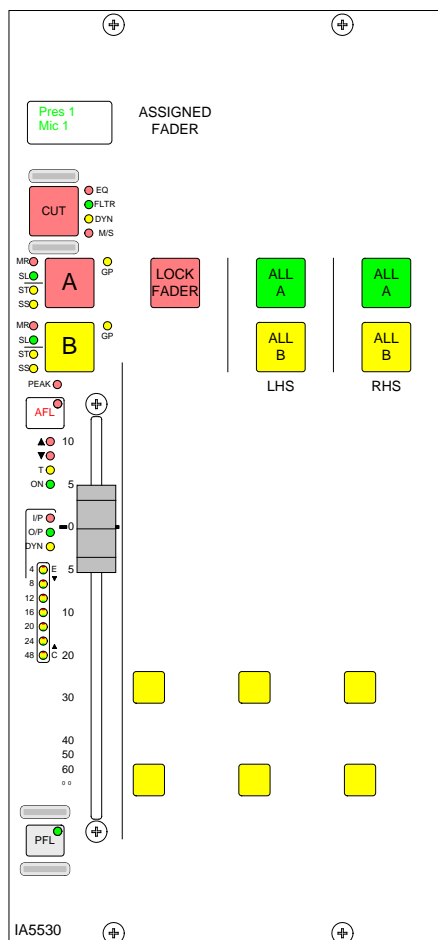 Pres 1
Mic 1
ASSIGNED
FADER
CUT
EQ
FLTR
DYN
M/S
MR
SL
ST
SS
A
GP
LOCK
FADER
ALL
A
ALL
A
MR
SL
ST
SS
B
GP
ALL
B
ALL
B
LHS
RHS
PEAK
AFL
▲
▼
T
ON
10
5
0
5
10
20
30
40
50
60
I/P
O/P
DYN
4 E
8 ▼
12
16
20
24 ▲
48 C
PFL
IA5530